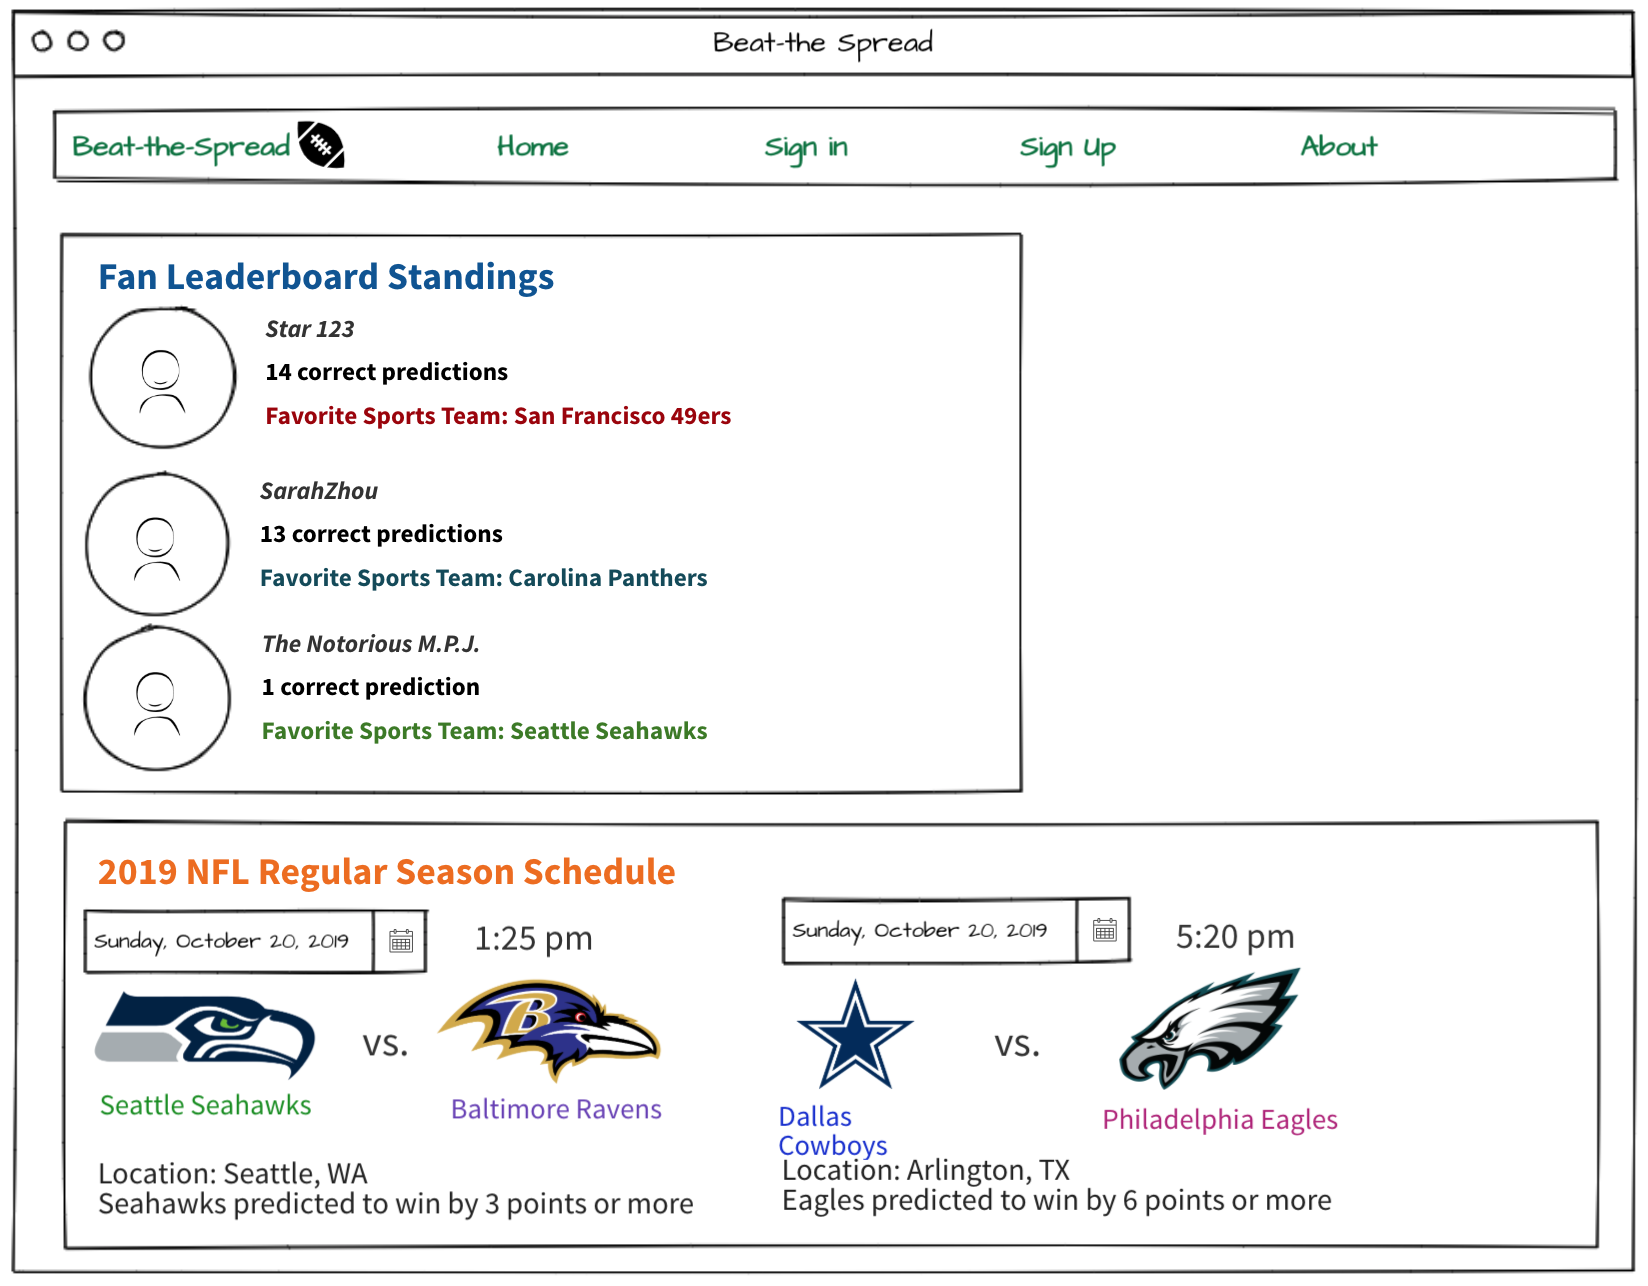 Beat-the Spread
Beat-the-Spread Home Sign in Sign Up About
Fan Leaderboard Standings
Star 123
14 correct predictions
Favorite Sports Team: San Francisco 49ers
SarahZhou
13 correct predictions
Favorite Sports Team: Carolina Panthers
The Notorious M.P.J.
1 correct prediction
Favorite Sports Team: Seattle Seahawks
2019 NFL Regular Season Schedule
Sunday, October 20, 2019
1:25 pm
B
vs.
Seattle Seahawks
Baltimore Ravens
Location: Seattle, WA
Seahawks predicted to win by 3 points or more
Sunday, October 20, 2019
5:20 pm
vs.
Dallas
Cowboys
Philadelphia Eagles
Location: Arlington, TX
Eagles predicted to win by 6 points or more